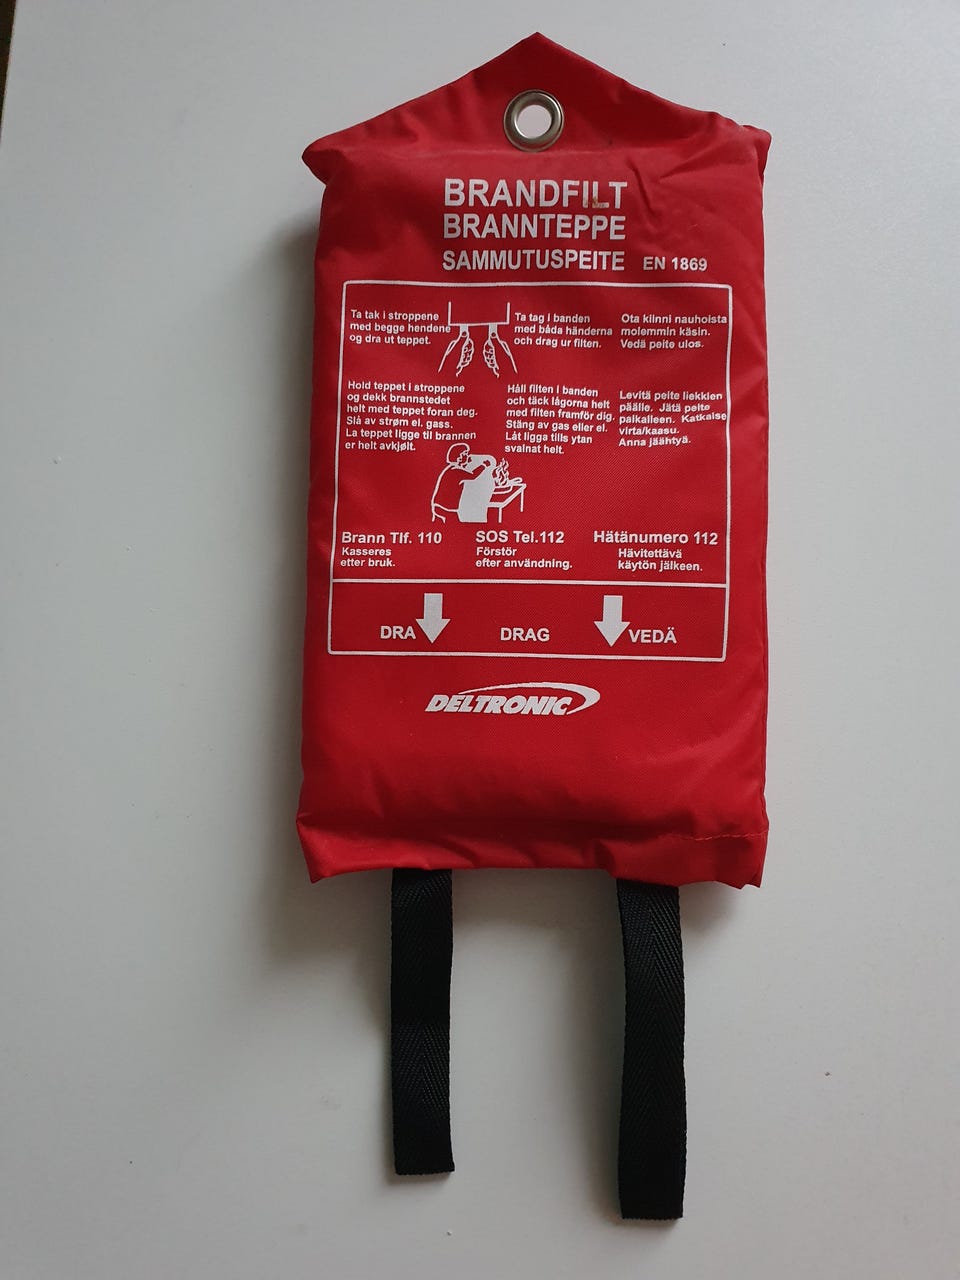 BRANDFILT
BRANNTEPPE
SAMMUTUSPEITE EN 1869
Ta tak i stroppene
med begge hendene
og dra ut teppet.
Ta tag i banden
med båda händerna
och drag ur filten.
Ota kiinni nauhoista
molemmin käsin.
Vedä peite ulos.
Hold teppet i stroppene
og dekk brannstedet
helt med teppet foran deg.
Slå av strøm el. gass.
La teppet ligge til brannen
er helt avkjølt.
Håll filten i banden
och täck lågorna helt
med filten framför dig.
Stäng av gas eller el.
Låt ligga tills ytan
svalnat helt.
Levitä peite liekkien
päälle. Jätä peite
paikalleen. Katkaise
virta/kaasu.
Anna jäähtyä.
Brann Tlf. 110
Kasseres
etter bruk.
SOS Tel.112
Förstör
efter användning.
Hätänumero 112
Hävitettävä
käytön jälkeen.
DRA DRAG VEDÄ
DELTRONIC